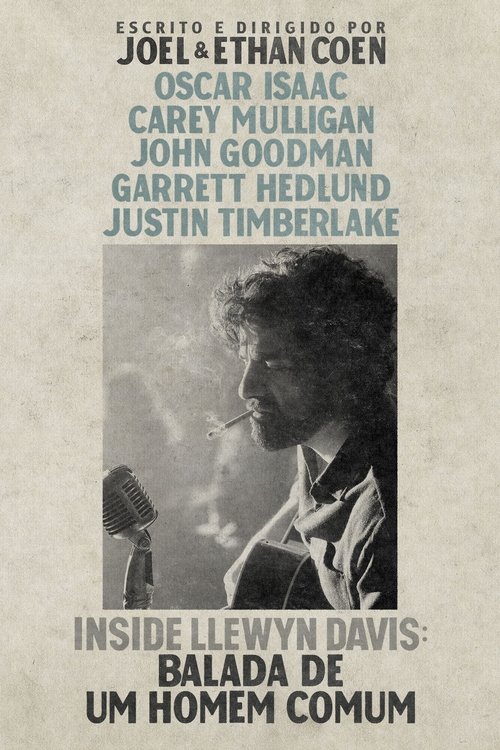 ESCRITO E DIRIGIDO POR
JOEL & ETHAN COEN
OSCAR ISAAC
CAREY MULLIGAN
JOHN GOODMAN
GARRETT HEDLUND
JUSTIN TIMBERLAKE
INSIDE LLEWYN DAVIS:
BALADA DE
UM HOMEM COMUM